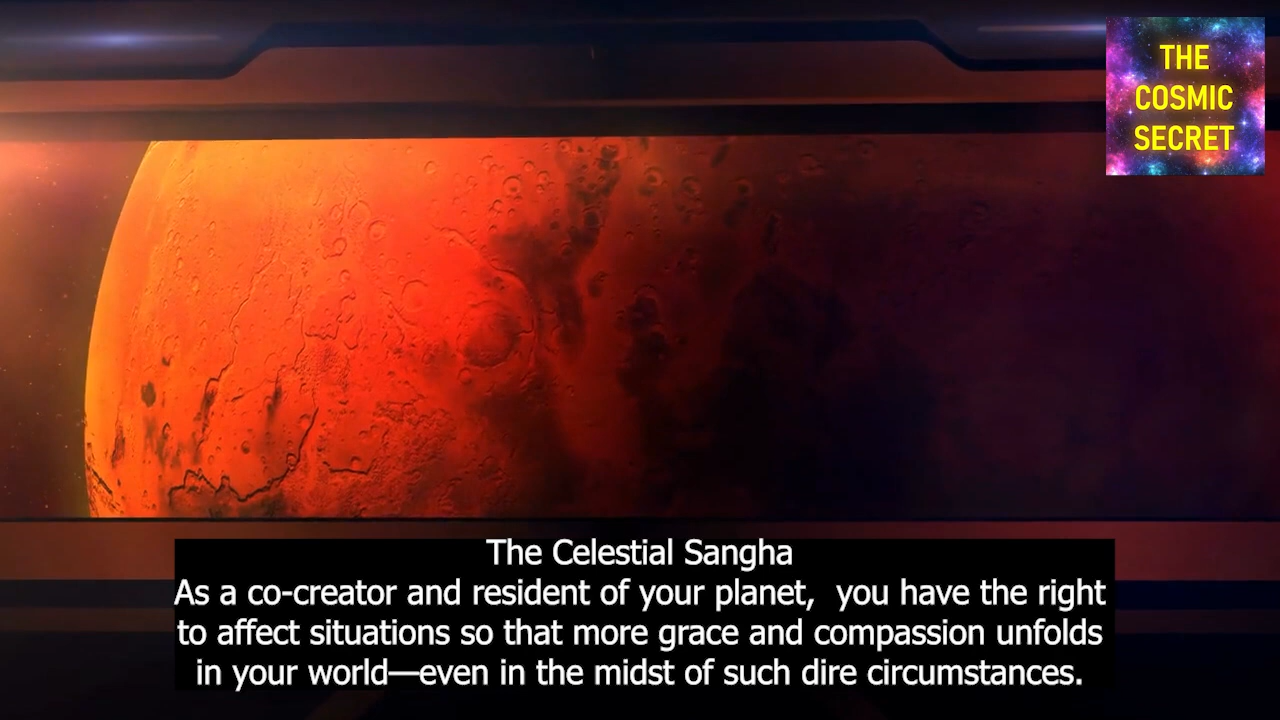 THE
COSMIC
SECRET
The Celestial Sangha
As a co-creator and resident of your planet,  you have the right
to affect situations so that more grace and compassion unfolds
in your world—even in the midst of such dire circumstances.